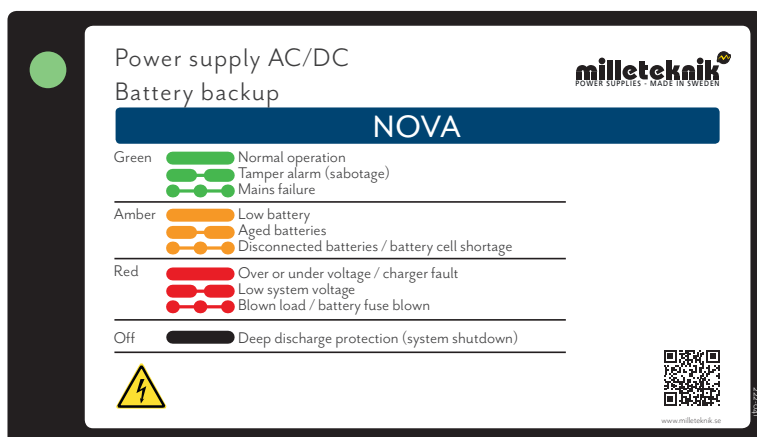 Power supply AC/DC
Battery backup
milleteknik
POWER SUPPLIES - MADE IN SWEDEN
NOVA
Green
Normal operation
Tamper alarm (sabotage)
Mains failure
Amber
Low battery
Aged batteries
Disconnected batteries / battery cell shortage
Red
Over or under voltage / charger fault
Low system voltage
Blown load / battery fuse blown
Off
Deep discharge protection (system shutdown)
www.milleteknik.se